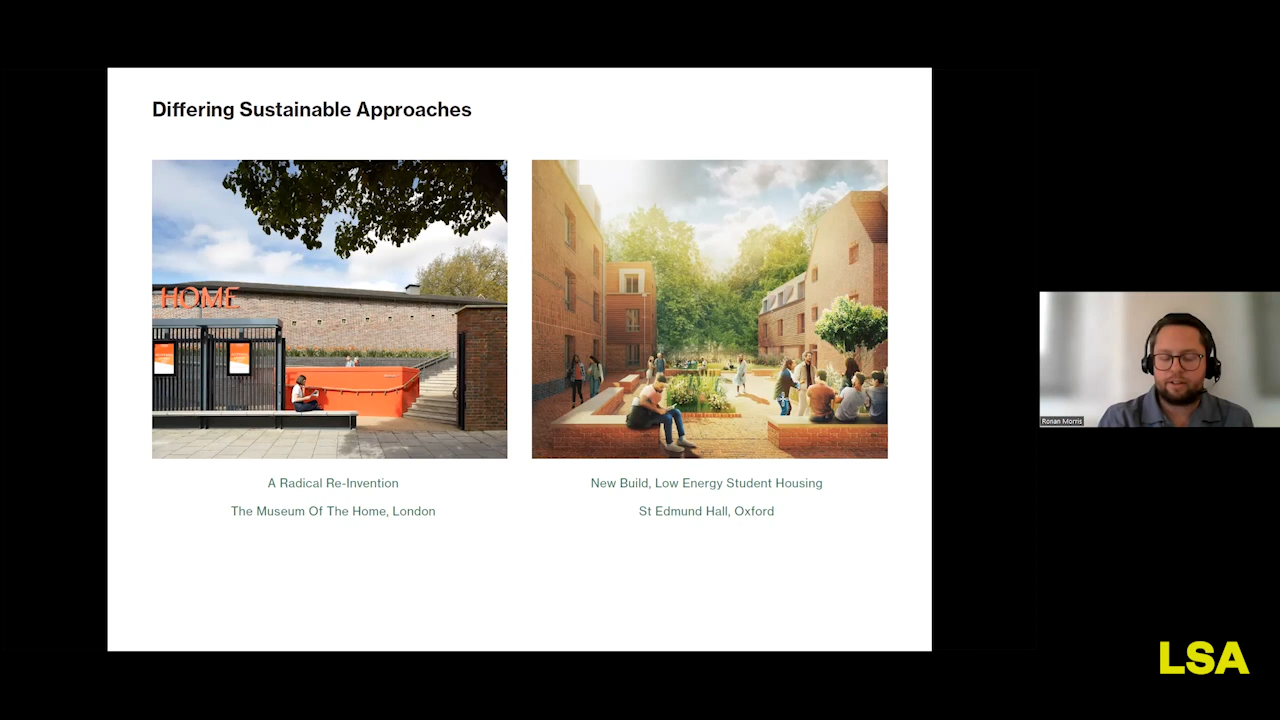 Differing Sustainable Approaches
HOME
A Radical Re-Invention
The Museum Of The Home, London
New Build, Low Energy Student Housing
St Edmund Hall, Oxford
Ronan Morris
LSA